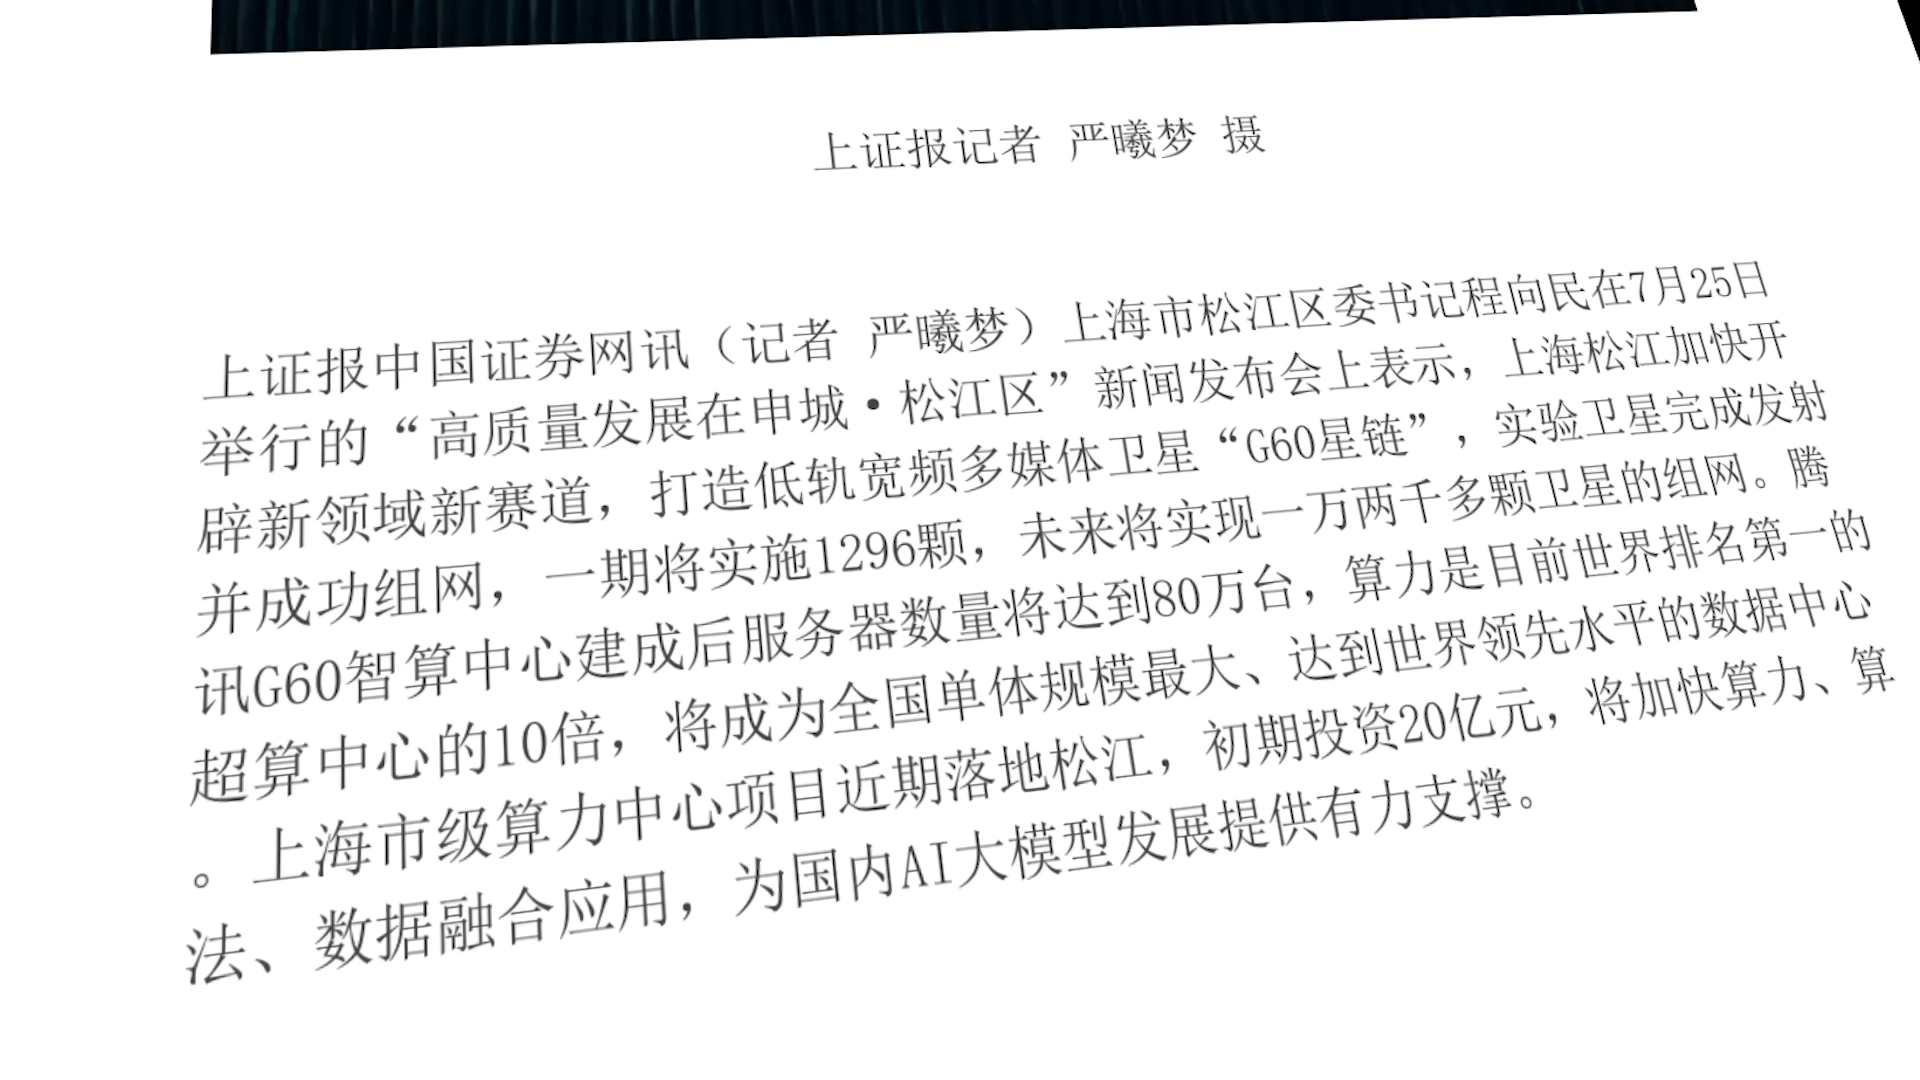 上证报记者 严曦梦 摄
上证报中国证券网讯（记者 严曦梦）上海市松江区委书记程向民在7月25日
举行的“高质量发展在申城·松江区”新闻发布会上表示，上海松江加快开
辟新领域新赛道，打造低轨宽频多媒体卫星“G60星链”，实验卫星完成发射
并成功组网，一期将实施1296颗，未来将实现一万两千多颗卫星的组网。腾
讯G60智算中心建成后服务器数量将达到80万台，算力是目前世界排名第一的
超算中心的10倍，将成为全国单体规模最大、达到世界领先水平的数据中心
。上海市级算力中心项目近期落地松江，初期投资20亿元，将加快算力、算
法、数据融合应用，为国内AI大模型发展提供有力支撑。